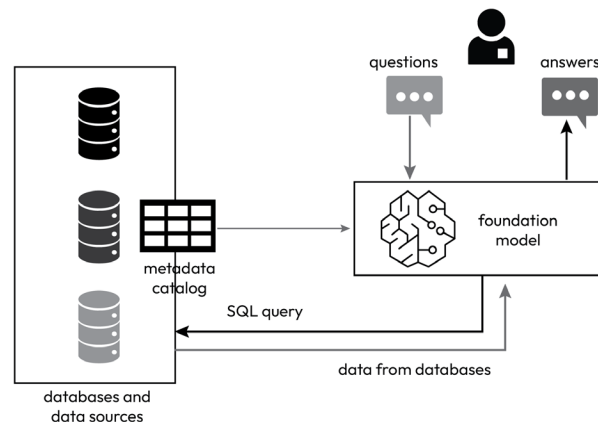 questions
answers
foundation
model
metadata
catalog
SQL query
data from databases
databases and
data sources